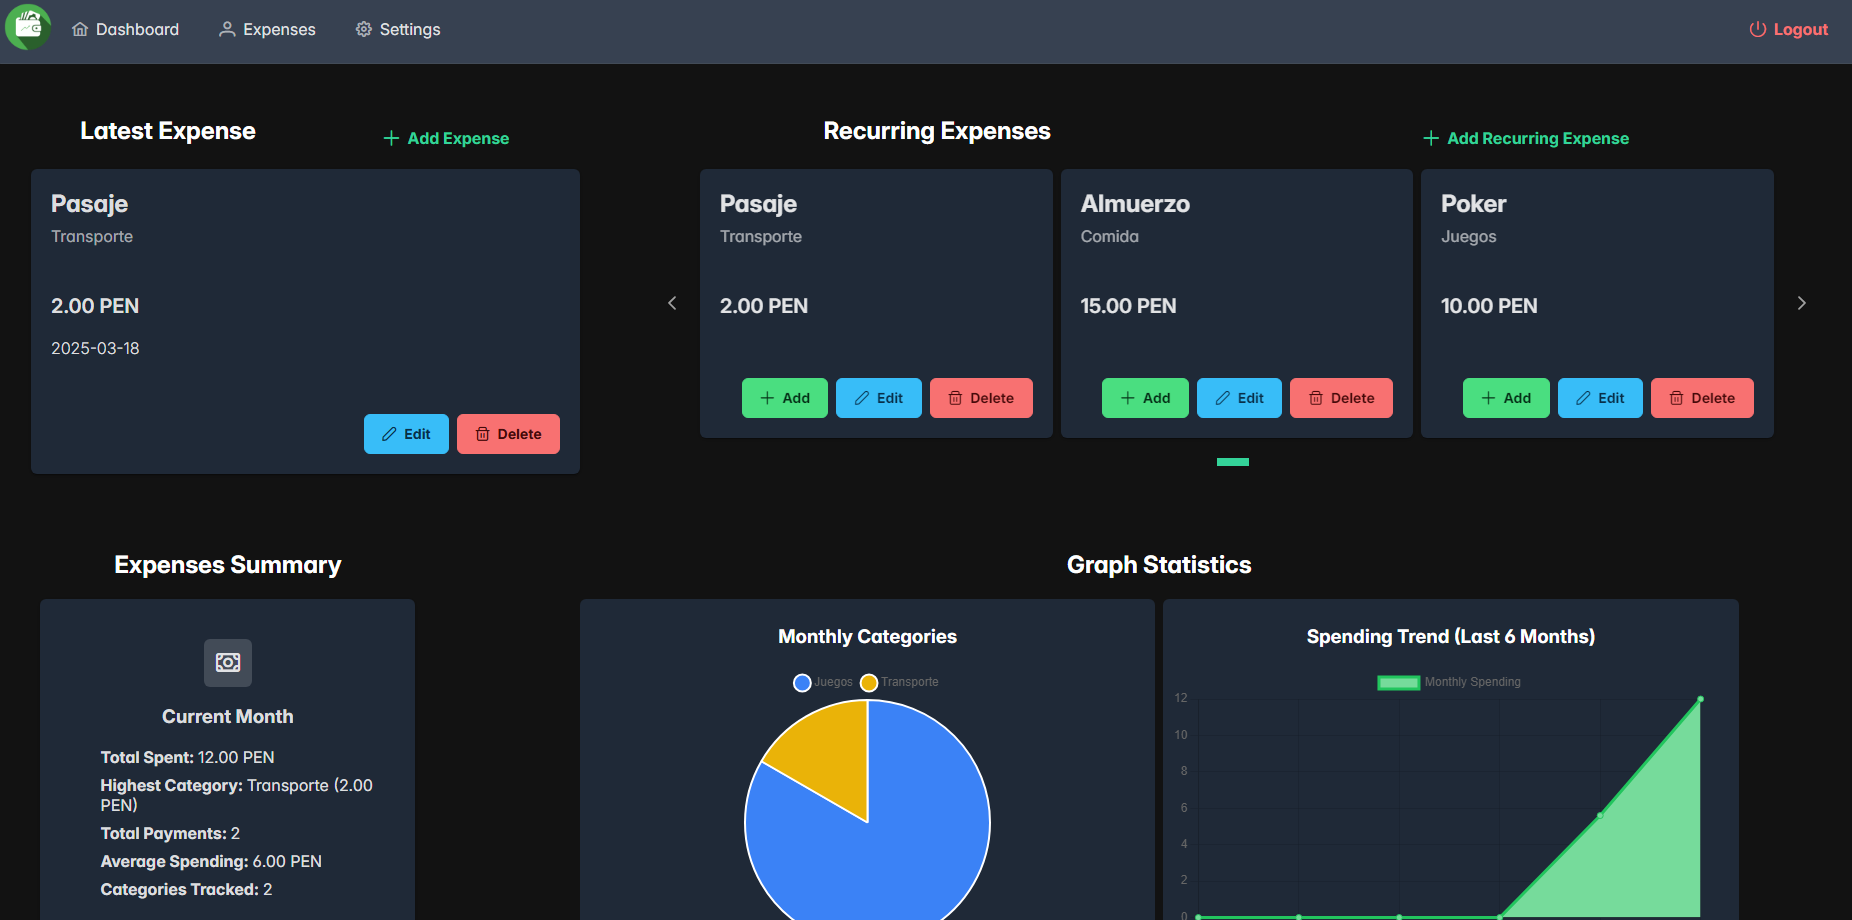 Dashboard
Expenses
Settings
Logout
Latest Expense
Add Expense
Pasaje
Transporte
2.00 PEN
2025-03-18
Edit
Delete
Recurring Expenses
Add Recurring Expense
Pasaje
Transporte
2.00 PEN
Add
Edit
Delete
Almuerzo
Comida
15.00 PEN
Add
Edit
Delete
Poker
Juegos
10.00 PEN
Add
Edit
Delete
Expenses Summary
Current Month
Total Spent: 12.00 PEN
Highest Category: Transporte (2.00
PEN)
Total Payments: 2
Average Spending: 6.00 PEN
Categories Tracked: 2
Graph Statistics
Monthly Categories
Juegos
Transporte
Spending Trend (Last 6 Months)
Monthly Spending
12
10
8
6
4
2
0